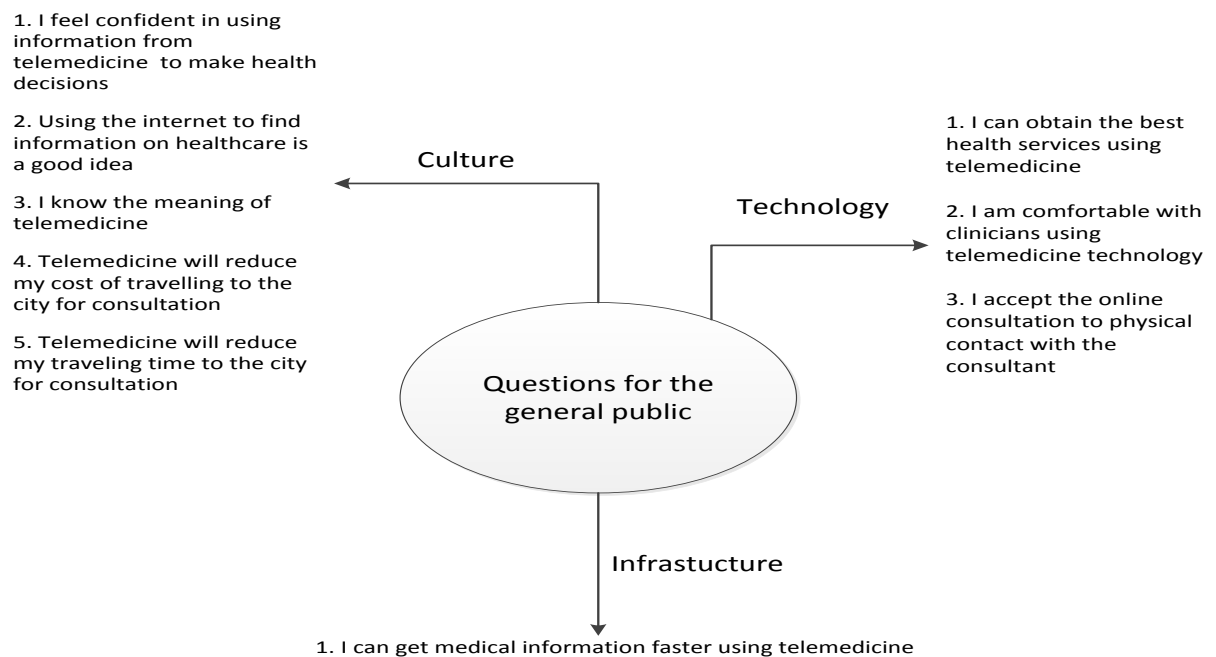 1. I feel confident in using
information from
telemedicine to make health
decisions
2. Using the internet to find
information on healthcare is
a good idea
3. I know the meaning of
telemedicine
4. Telemedicine will reduce
my cost of travelling to the
city for consultation
5. Telemedicine will reduce
my traveling time to the city
for consultation
Culture
Technology
1. I can obtain the best
health services using
telemedicine
2. I am comfortable with
clinicians using
telemedicine technology
3. I accept the online
consultation to physical
contact with the
consultant
Questions for the
general public
Infrastucture
1. I can get medical information faster using telemedicine